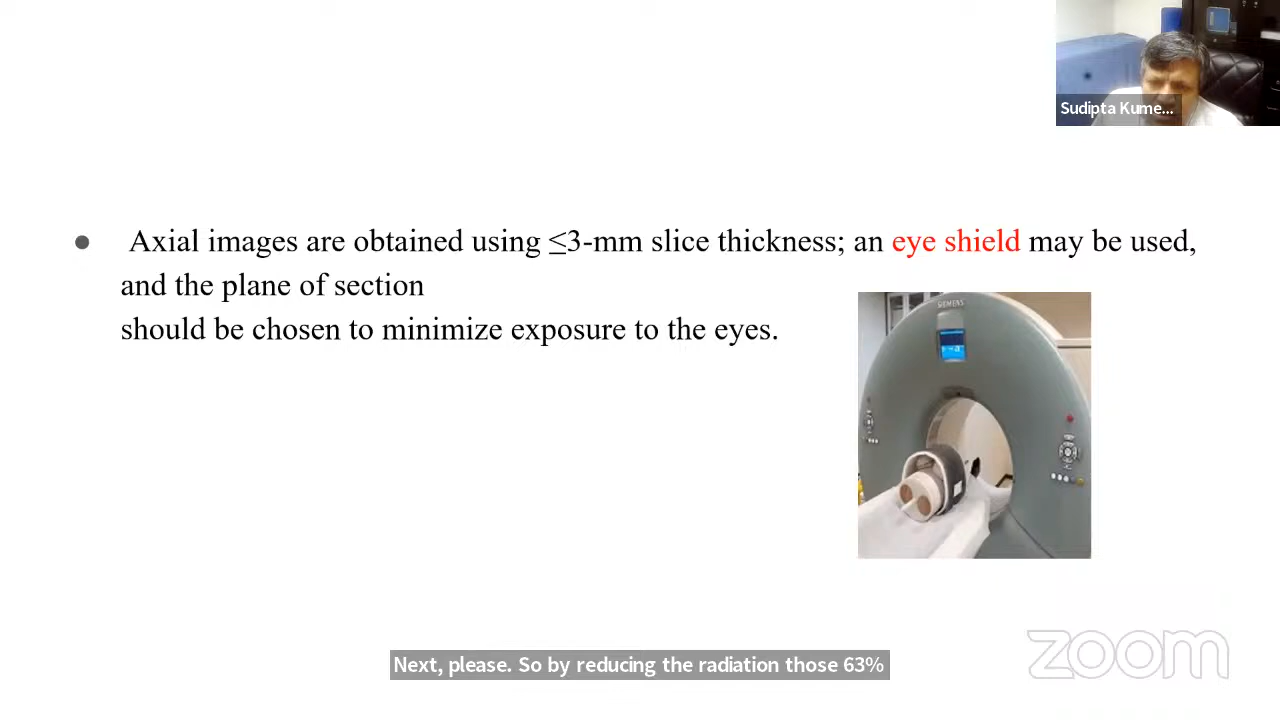 Sudipta Kume...
● Axial images are obtained using ≤3-mm slice thickness; an eye shield may be used,
and the plane of section
should be chosen to minimize exposure to the eyes.
SIEMENS
zoom
Next, please. So by reducing the radiation those 63%